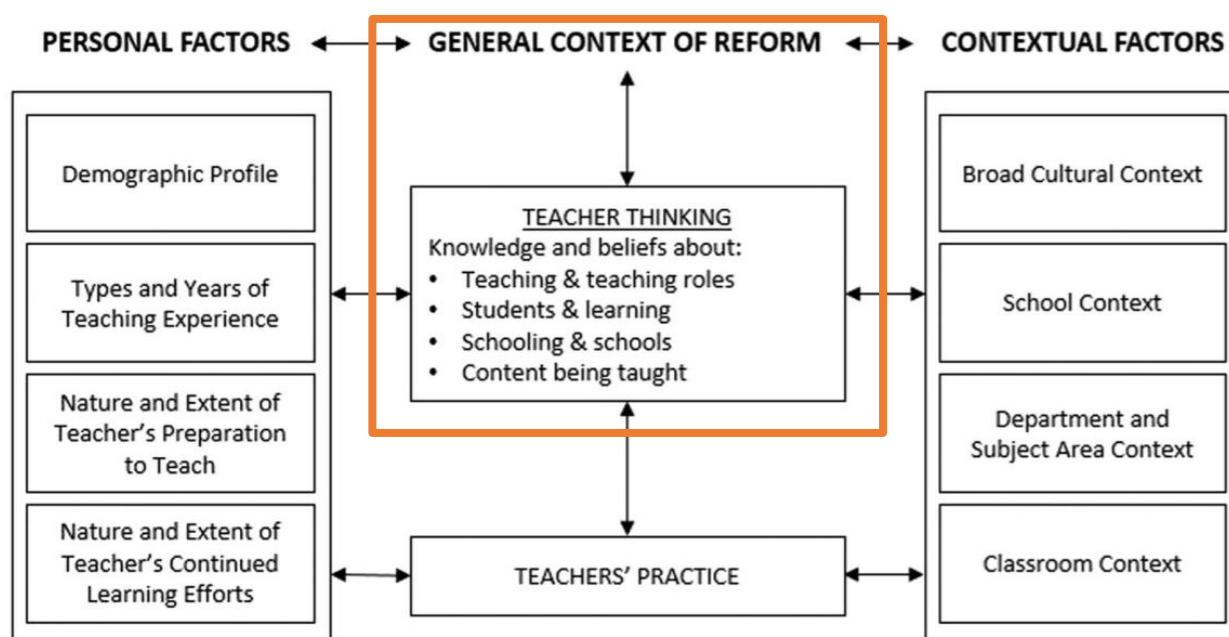 PERSONAL FACTORS
GENERAL CONTEXT OF REFORM
CONTEXTUAL FACTORS
Demographic Profile
Types and Years of
Teaching Experience
Nature and Extent of
Teacher’s Preparation
to Teach
Nature and Extent of
Teacher’s Continued
Learning Efforts
TEACHER THINKING
Knowledge and beliefs about:
• Teaching & teaching roles
• Students & learning
• Schooling & schools
• Content being taught
TEACHERS’ PRACTICE
Broad Cultural Context
School Context
Department and
Subject Area Context
Classroom Context